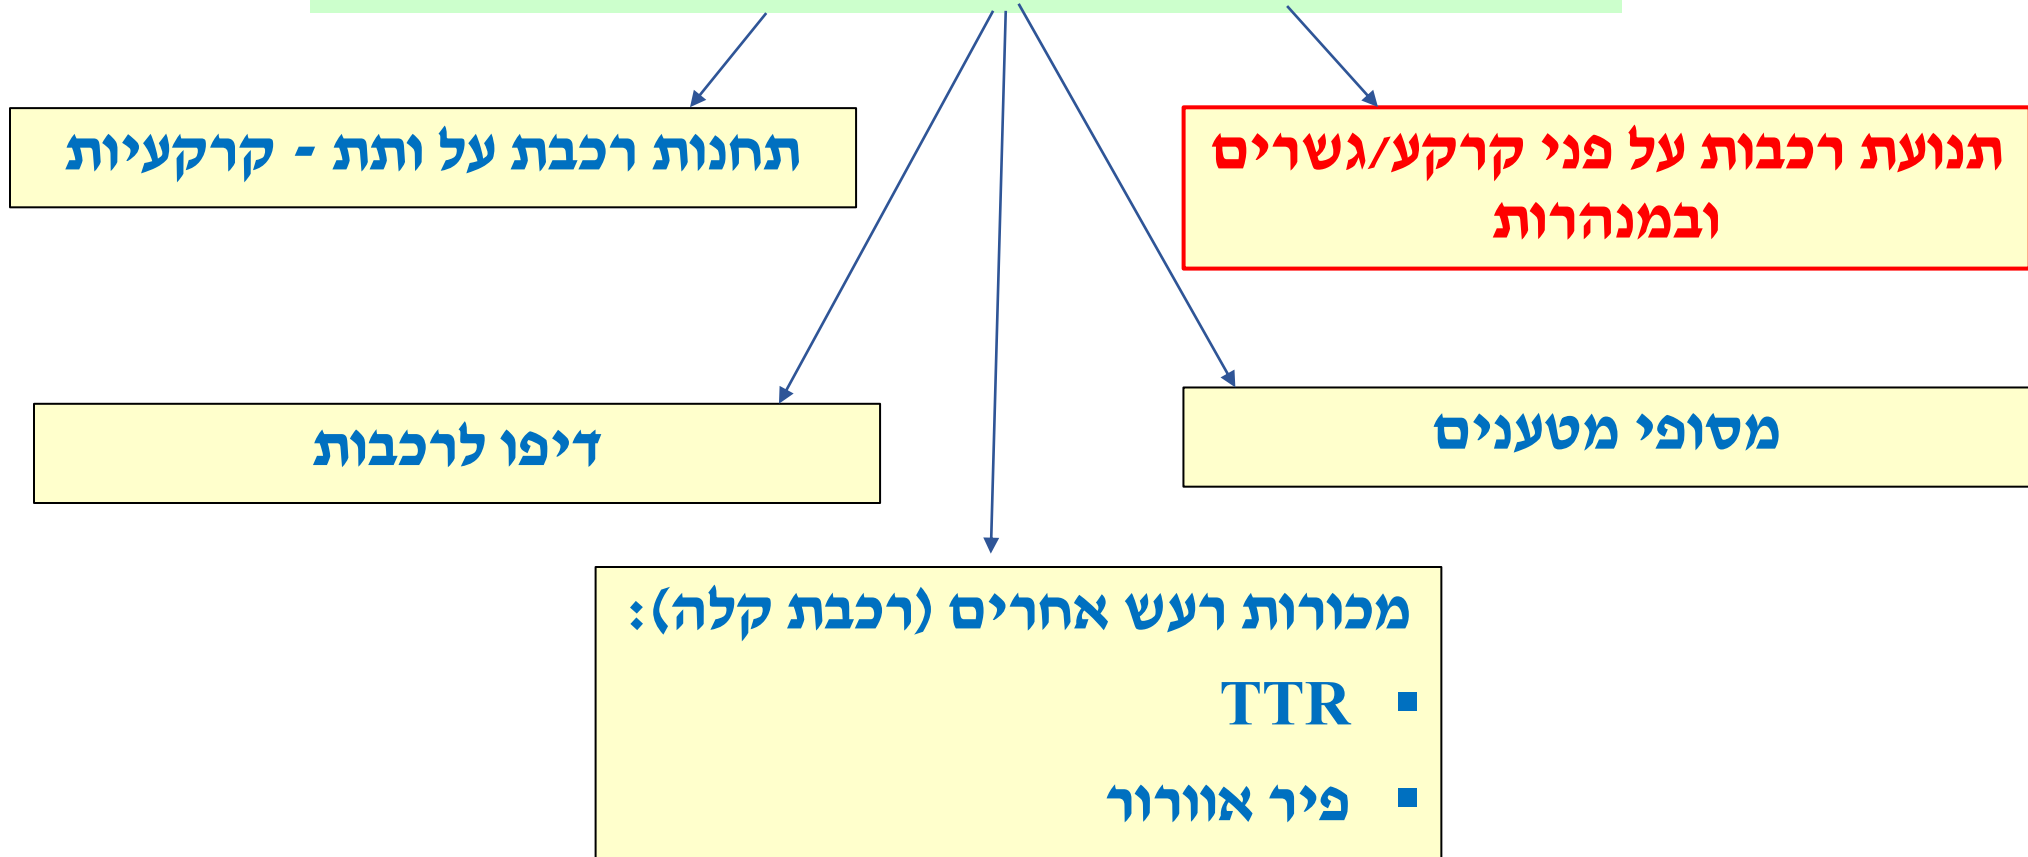 תנועת רכבות על פני קרקע/גשרים
ובמנהרות
תחנות רכבת על ותת - קרקעיות
מסופי מטענים
דיפו לרכבות
מכורות רעש אחרים (רכבת קלה):
▪ TTR
▪ פיר אוורור